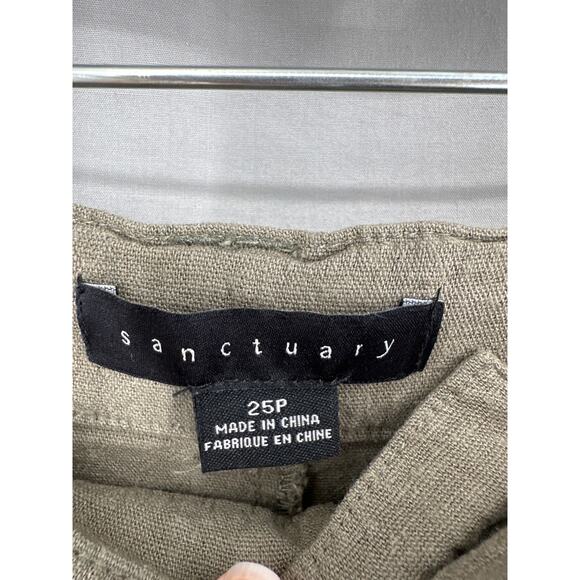 sanctuary
25P
MADE IN CHINA
FABRIQUE EN CHINE